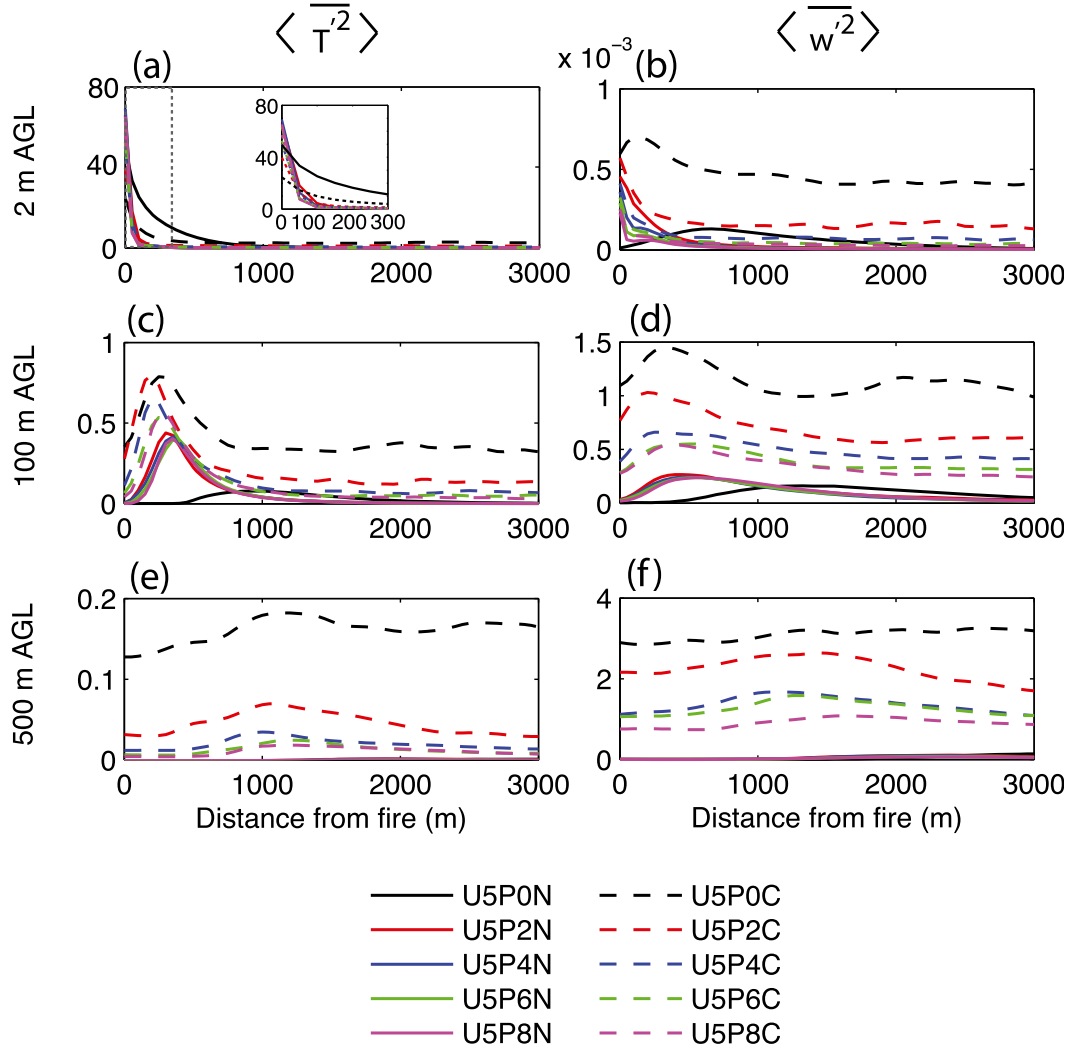 ⟨ T′² ⟩ ⟨ w′² ⟩
x 10⁻³
(a) (b)
2 m AGL
80
40
0
0 1000 2000 3000
80
40
0
0 100 200 300
1
0.5
0
0 1000 2000 3000
(c) (d)
100 m AGL
1
0.5
0
0 1000 2000 3000
1.5
1
0.5
0
0 1000 2000 3000
(e) (f)
500 m AGL
0.2
0.1
0
0 1000 2000 3000
4
2
0
0 1000 2000 3000
Distance from fire (m) Distance from fire (m)
U5P0N U5P0C
U5P2N U5P2C
U5P4N U5P4C
U5P6N U5P6C
U5P8N U5P8C